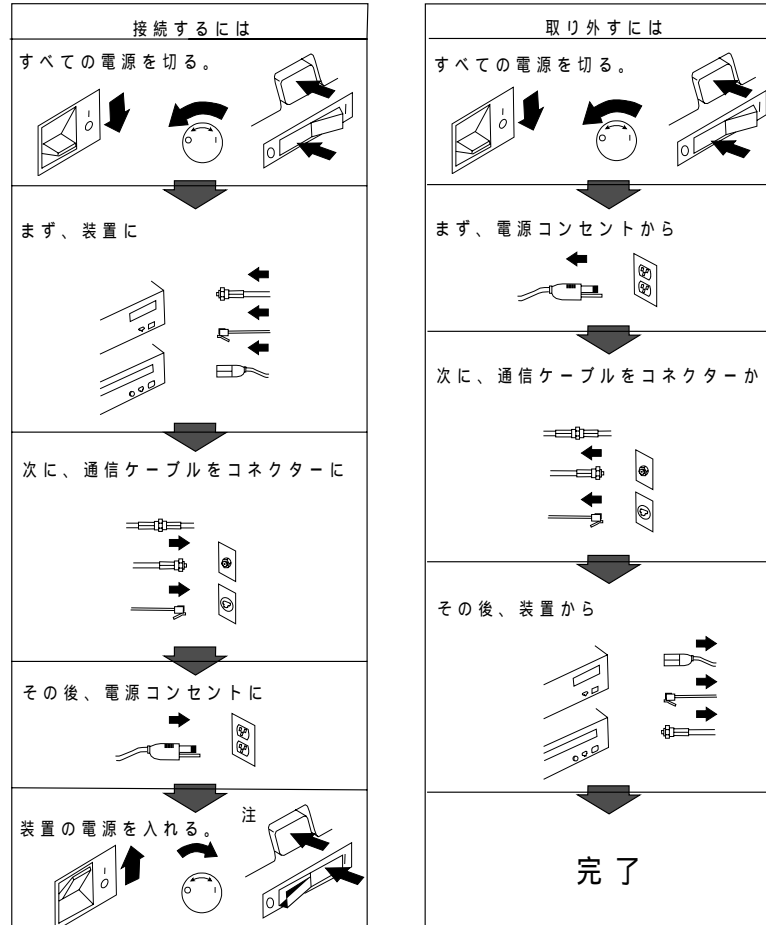 接続するには
すべての電源を切る。
まず、装置に
次に、通信ケーブルをコネクターに
その後、電源コンセントに
装置の電源を入れる。
注
取り外すには
すべての電源を切る。
まず、電源コンセントから
次に、通信ケーブルをコネクターか
その後、装置から
完了